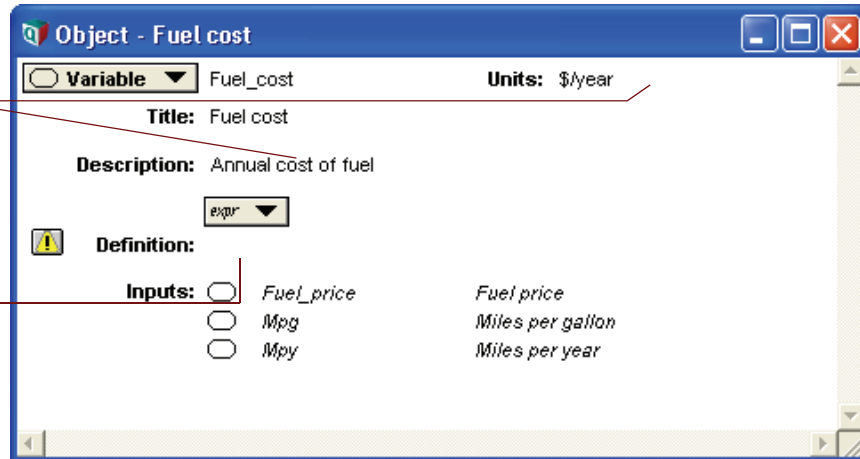 Object - Fuel cost
Variable Fuel_cost Units: $/year
Title: Fuel cost
Description: Annual cost of fuel
expr
Definition:
Inputs: Fuel_price Fuel price
Mpg Miles per gallon
Mpy Miles per year